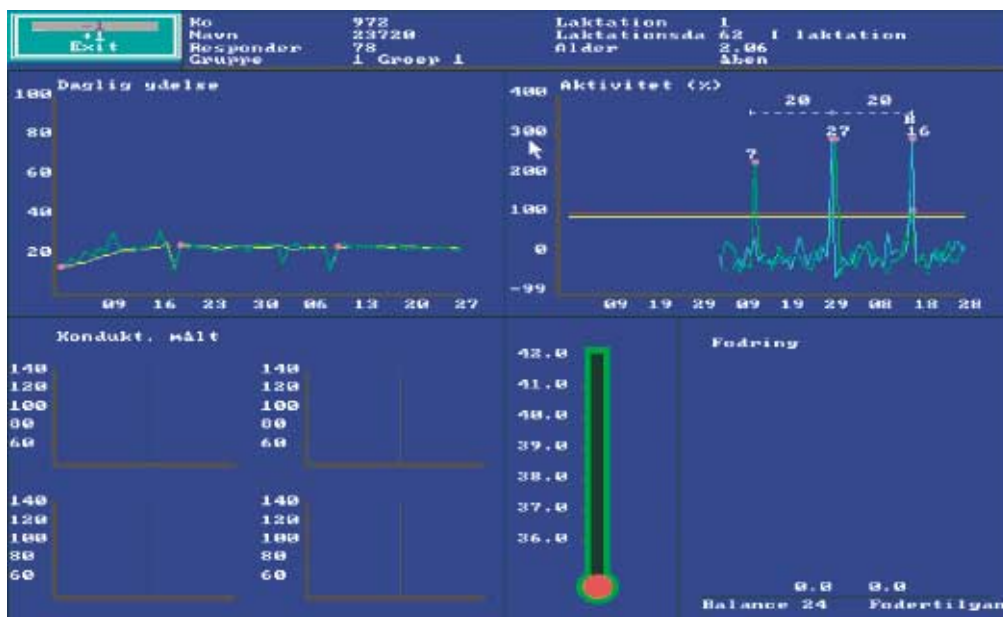 +1
Exit
Ko 972
Navn 23720
Responder 78
Gruppe 1 Groep 1
Laktation 1
Laktationsda 62 I laktation
Alder 2.06
Åben
Daglig ydelse
100
80
60
40
20
09 16 23 30 06 13 20 27
Aktivitet (%)
400
300
200
100
0
-99
20 20
7 27 16
09 19 29 09 19 29 08 18 28
Kondukt. målt
140 140
120 120
100 100
80 80
60 60
140 140
120 120
100 100
80 80
60 60
42.0
41.0
40.0
39.0
38.0
37.0
36.0
Fodring
0.0 0.0
Balance 24 Fodertilgan